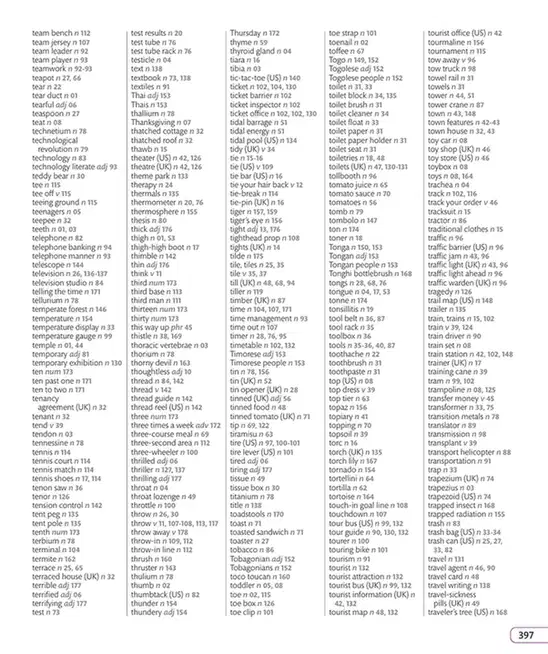 team bench n 112
team jersey n 107
team leader n 92
team player n 93
teamwork n 92-93
teapot n 27, 66
tear n 22
tear duct n 01
tearful adj 06
teaspoon n 27
teat n 08
technetium n 78
technological
revolution n 79
technology n 83
technology literate adj 93
teddy bear n 30
tee n 115
tee off v 115
teeing ground n 115
teenagers n 05
teepee n 32
teeth n 01, 03
telephone n 82
telephone banking n 94
telephone manner n 93
telescope n 144
television n 26, 136-137
television studio n 84
telling the time n 171
tellurium n 78
temperate forest n 146
temperature n 154
temperature display n 33
temperature gauge n 99
temple n 01, 44
temporary adj 81
temporary exhibition n 130
ten num 173
ten past one n 171
ten to two n 171
tenancy
agreement (UK) n 32
tenant n 32
tend v 39
tendon n 03
tennessine n 78
tennis n 114
tennis court n 114
tennis match n 114
tennis shoes n 17, 114
tenon saw n 36
tenor n 126
tension control n 142
tent peg n 135
tent pole n 135
tenth num 173
terbium n 78
terminal n 104
termite n 162
terrace n 25, 65
terraced house (UK) n 32
terrible adj 177
terrified adj 06
terrifying adj 177
test n 73
test results n 20
test tube n 76
test tube rack n 76
testicle n 04
text n 138
textbook n 73, 138
textiles n 91
Thai adj 153
Thais n 153
thallium n 78
Thanksgiving n 07
thatched cottage n 32
thatched roof n 32
thawb n 15
theater (US) n 42, 126
theatre (UK) n 42, 126
theme park n 133
therapy n 24
thermals n 135
thermometer n 20, 76
thermosphere n 155
thesis n 80
thick adj 176
thigh n 01, 53
thigh-high boot n 17
thimble n 142
thin adj 176
think v 11
third num 173
third base n 113
third man n 111
thirteen num 173
thirty num 173
this way up phr 45
thistle n 38, 169
thoracic vertebrae n 03
thorium n 78
thorny devil n 163
thoughtless adj 10
thread n 84, 142
thread v 142
thread guide n 142
thread reel (US) n 142
three num 173
three times a week adv 172
three-course meal n 69
three-second area n 112
three-wheeler n 100
thrilled adj 06
thriller n 127, 137
thrilling adj 177
throat n 04
throat lozenge n 49
throttle n 100
throw n 26, 30
throw v 11, 107-108, 113, 117
throw away v 178
throw-in n 109, 112
throw-in line n 112
thrush n 160
thruster n 143
thulium n 78
thumb n 01
thumbtack (US) n 82
thunder n 154
thundery adj 154
Thursday n 172
thyme n 59
thyroid gland n 04
tiara n 16
tibia n 03
tic-tac-toe (US) n 140
ticket n 102, 104, 130
ticket barrier n 102
ticket inspector n 102
ticket office n 102, 102, 130
tidal barrage n 51
tidal energy n 51
tidal pool (US) n 134
tidy (UK) v 34
tie n 15-16
tie (US) v 109
tie bar (US) n 16
tie your hair back v 12
tie-break n 114
tie-pin (UK) n 16
tiger n 157, 159
tiger's eye n 156
tight adj 13, 176
tighthead prop n 108
tights (UK) n 14
tilde n 175
tile, tiles n 25, 35
tile v 35, 37
till (UK) n 48, 68, 94
tiller n 119
timber (UK) n 87
time n 104, 107, 171
time management n 93
time out n 107
timer n 28, 76, 95
timetable n 102, 132
Timorese adj 153
Timorese people n 153
tin n 78, 156
tin (UK) n 52
tin opener (UK) n 28
tinned (UK) adj 56
tinned food n 48
tinned tomato (UK) n 71
tip n 69, 122
tiramisu n 63
tire (US) n 97, 100-101
tire lever (US) n 101
tired adj 06
tiring adj 177
tissue n 49
tissue box n 30
titanium n 78
title n 138
toadstools n 170
toast n 71
toasted sandwich n 71
toaster n 27
tobacco n 86
Tobagonian adj 152
Tobagonians n 152
toco toucan n 160
toddler n 05, 08
toe n 02, 115
toe box n 126
toe clip n 101
toe strap n 101
toenail n 02
toffee n 67
Togo n 149, 152
Togolese adj 152
Togolese people n 152
toilet n 31, 33
toilet block n 34, 135
toilet brush n 31
toilet cleaner n 34
toilet float n 33
toilet paper n 31
toilet paper holder n 31
toilet seat n 31
toiletries n 18, 48
toilets (UK) n 47, 130-131
tollbooth n 96
tomato juice n 65
tomato sauce n 70
tomatoes n 56
tomb n 79
tombolo n 147
ton n 174
toner n 18
Tonga n 150, 153
Tongan adj 153
Tongan people n 153
Tonghi bottlebrush n 168
tongs n 28, 68, 76
tongue n 04, 17, 53
tonne n 174
tonsillitis n 19
tool belt n 36, 87
tool rack n 35
toolbox n 36
tools n 35-36, 40, 87
toothache n 22
toothbrush n 31
toothpaste n 31
top (US) n 08
top dress v 39
top tier n 63
topaz n 156
topiary n 41
topping n 70
topsoil n 39
torc n 16
torch (UK) n 135
torch lily n 167
tornado n 154
tortellini n 64
tortilla n 62
tortoise n 164
touch-in goal line n 108
touchdown n 107
tour bus (US) n 99, 132
tour guide n 90, 130, 132
tourer n 100
touring bike n 101
tourism n 91
tourist n 132
tourist attraction n 132
tourist bus (UK) n 99, 132
tourist information (UK) n
42, 132
tourist map n 48, 132
tourist office (US) n 42
tourmaline n 156
tournament n 115
tow away v 96
tow truck n 98
towel rail n 31
towels n 31
tower n 44, 51
tower crane n 87
town n 43, 148
town features n 42-43
town house n 32, 43
toy car n 08
toy shop (UK) n 46
toy store (US) n 46
toybox n 08
toys n 08, 164
trachea n 04
track n 102, 116
track your order v 46
tracksuit n 15
tractor n 86
traditional clothes n 15
traffic n 96
traffic barrier (US) n 96
traffic jam n 43, 96
traffic light (UK) n 43, 96
traffic light ahead n 96
traffic warden (UK) n 96
tragedy n 126
trail map (US) n 148
trailer n 135
train, trains n 15, 102
train v 39, 124
train driver n 90
train set n 08
train station n 42, 102, 148
trainer (UK) n 17
training cane n 39
tram n 99, 102
trampoline n 08, 125
transfer money v 45
transformer n 33, 75
transition metals n 78
translator n 89
transmission n 98
transplant v 39
transport helicopter n 88
transportation n 91
trap n 33
trapezium (UK) n 74
trapezius n 03
trapezoid (US) n 74
trapped insect n 168
trapped radiation n 155
trash n 83
trash bag (US) n 33-34
trash can (US) n 25, 27,
33, 82
travel n 131
travel agent n 46, 90
travel card n 48
travel writing n 138
travel-sickness
pills (UK) n 49
traveler's tree (US) n 168
397